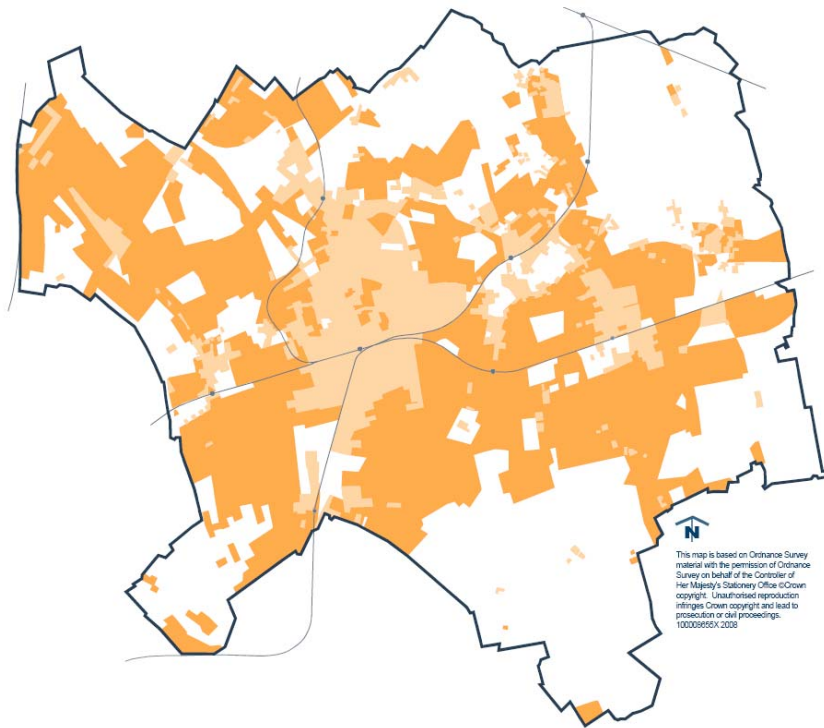 N
This map is based on Ordnance Survey
material with the permission of Ordnance
Survey on behalf of the Controller of
Her Majesty's Stationery Office ©Crown
copyright. Unauthorised reproduction
infringes Crown copyright and lead to
prosecution or civil proceedings.
100008655X 2008